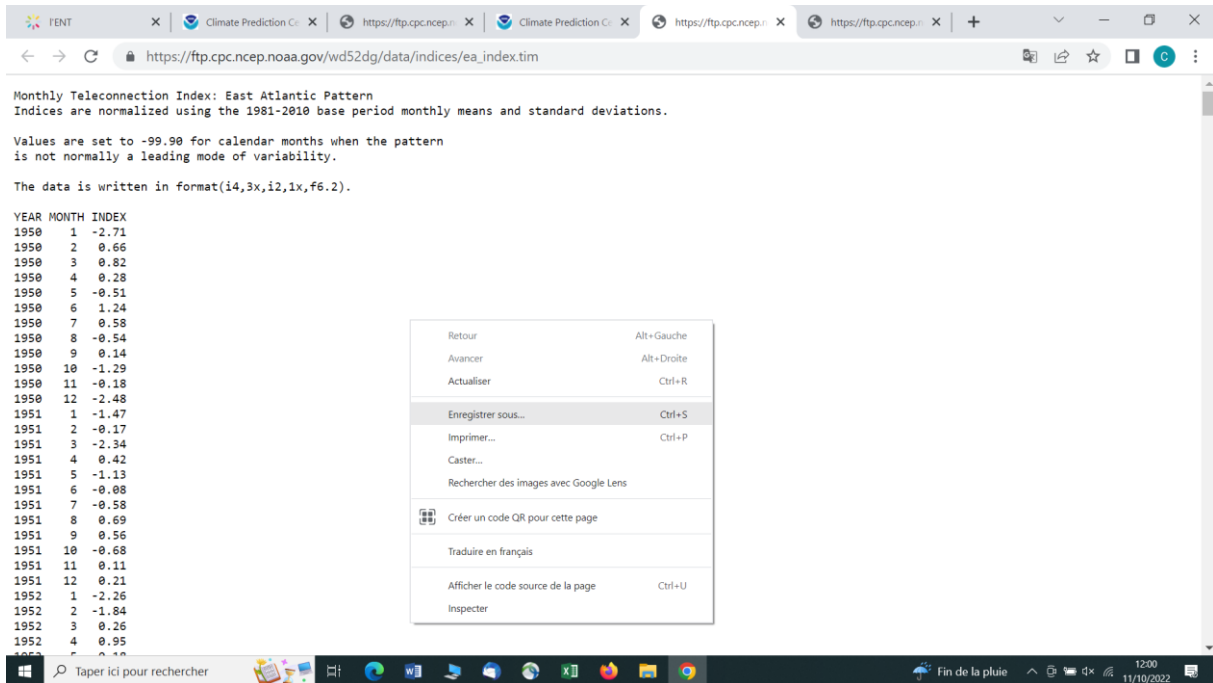 l'ENT
Climate Prediction Ce
https://ftp.cpc.ncep.n
Climate Prediction Ce
https://ftp.cpc.ncep.n
https://ftp.cpc.ncep.n
https://ftp.cpc.ncep.noaa.gov/wd52dg/data/indices/ea_index.tim
C
Monthly Teleconnection Index: East Atlantic Pattern
Indices are normalized using the 1981-2010 base period monthly means and standard deviations.
Values are set to -99.90 for calendar months when the pattern
is not normally a leading mode of variability.
The data is written in format(i4,3x,i2,1x,f6.2).
YEAR MONTH INDEX
1950 1 -2.71
1950 2 0.66
1950 3 0.82
1950 4 0.28
1950 5 -0.51
1950 6 1.24
1950 7 0.58
1950 8 -0.54
1950 9 0.14
1950 10 -1.29
1950 11 -0.18
1950 12 -2.48
1951 1 -1.47
1951 2 -0.17
1951 3 -2.34
1951 4 0.42
1951 5 -1.13
1951 6 -0.08
1951 7 -0.58
1951 8 0.69
1951 9 0.56
1951 10 -0.68
1951 11 0.11
1951 12 0.21
1952 1 -2.26
1952 2 -1.84
1952 3 0.26
1952 4 0.95
Retour Alt+Gauche
Avancer Alt+Droite
Actualiser Ctrl+R
Enregistrer sous... Ctrl+S
Imprimer... Ctrl+P
Caster...
Rechercher des images avec Google Lens
Créer un code QR pour cette page
Traduire en français
Afficher le code source de la page Ctrl+U
Inspecter
Taper ici pour rechercher
Fin de la pluie
12:00
11/10/2022